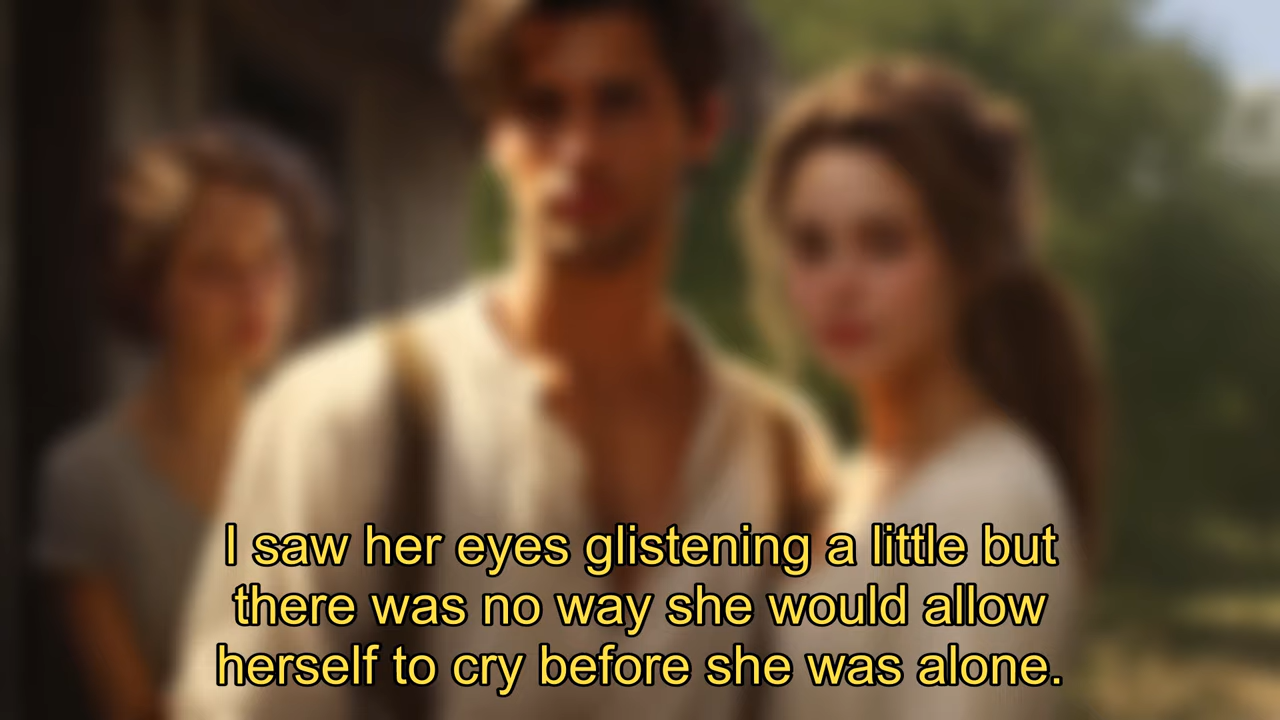 I saw her eyes glistening a little but
there was no way she would allow
herself to cry before she was alone.